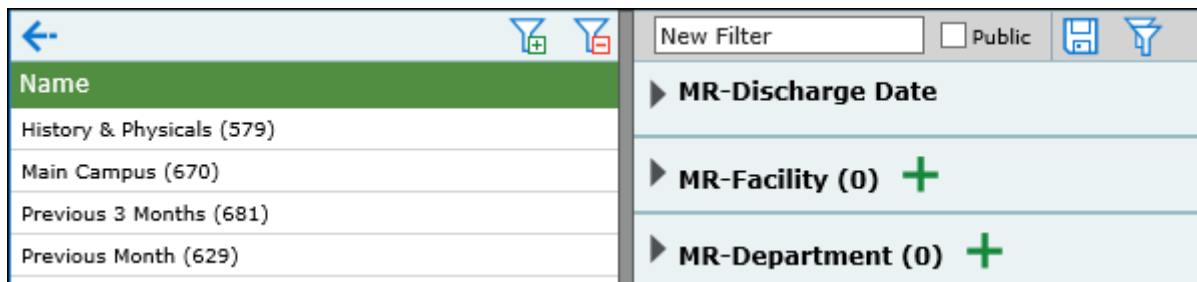 Name
History & Physicals (579)
Main Campus (670)
Previous 3 Months (681)
Previous Month (629)
New Filter
Public
MR-Discharge Date
MR-Facility (0)
MR-Department (0)